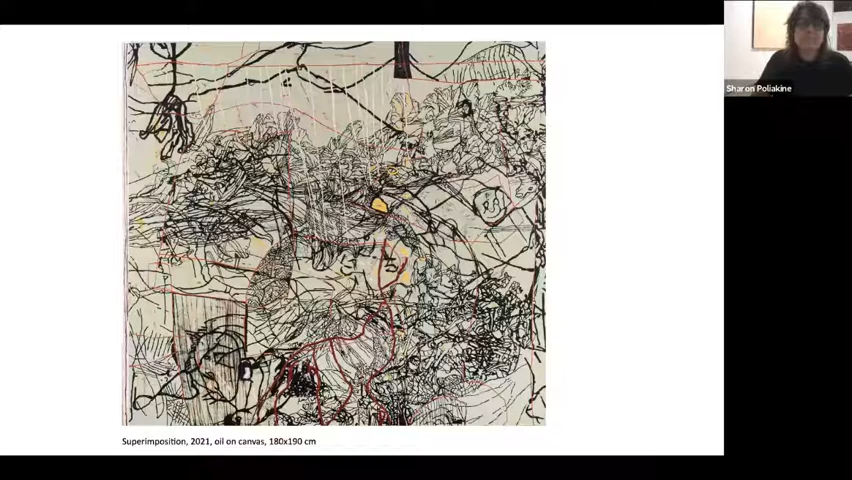 Sharon Poliakine
Superimposition, 2021, oil on canvas, 180x190 cm